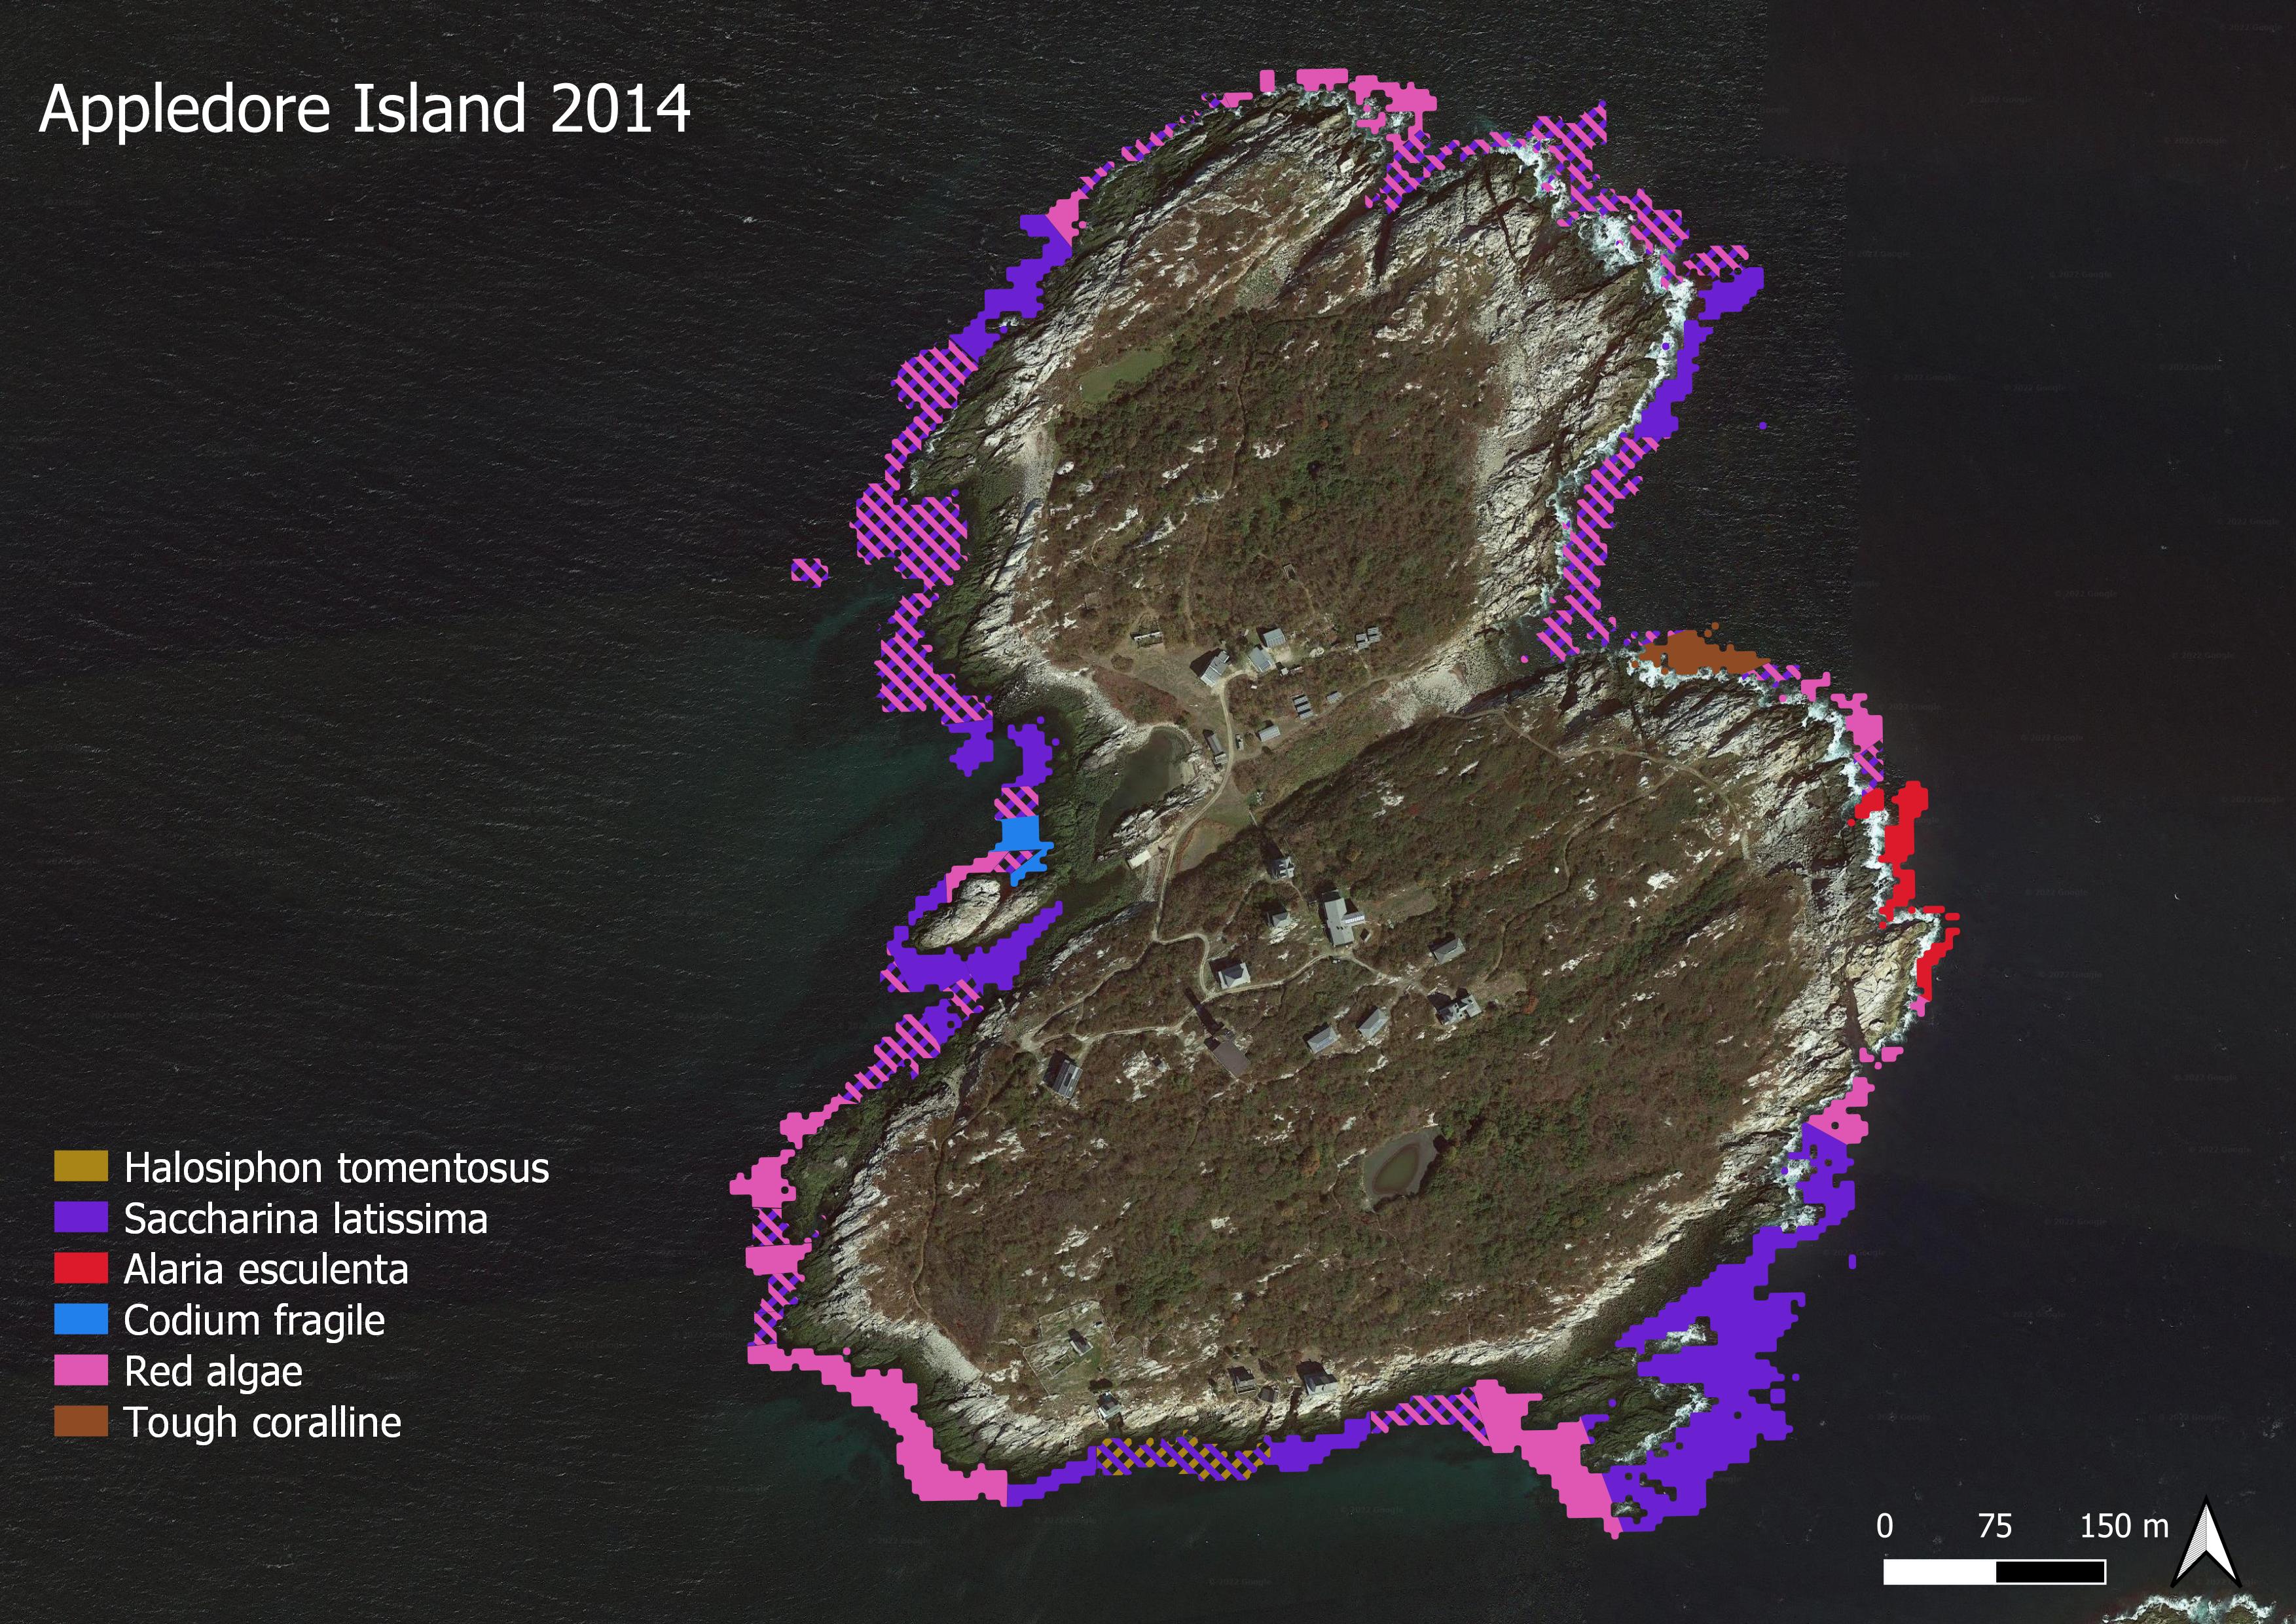 Appledore Island 2014
Halosiphon tomentosus
Saccharina latissima
Alaria esculenta
Codium fragile
Red algae
Tough coralline
0 75 150 m